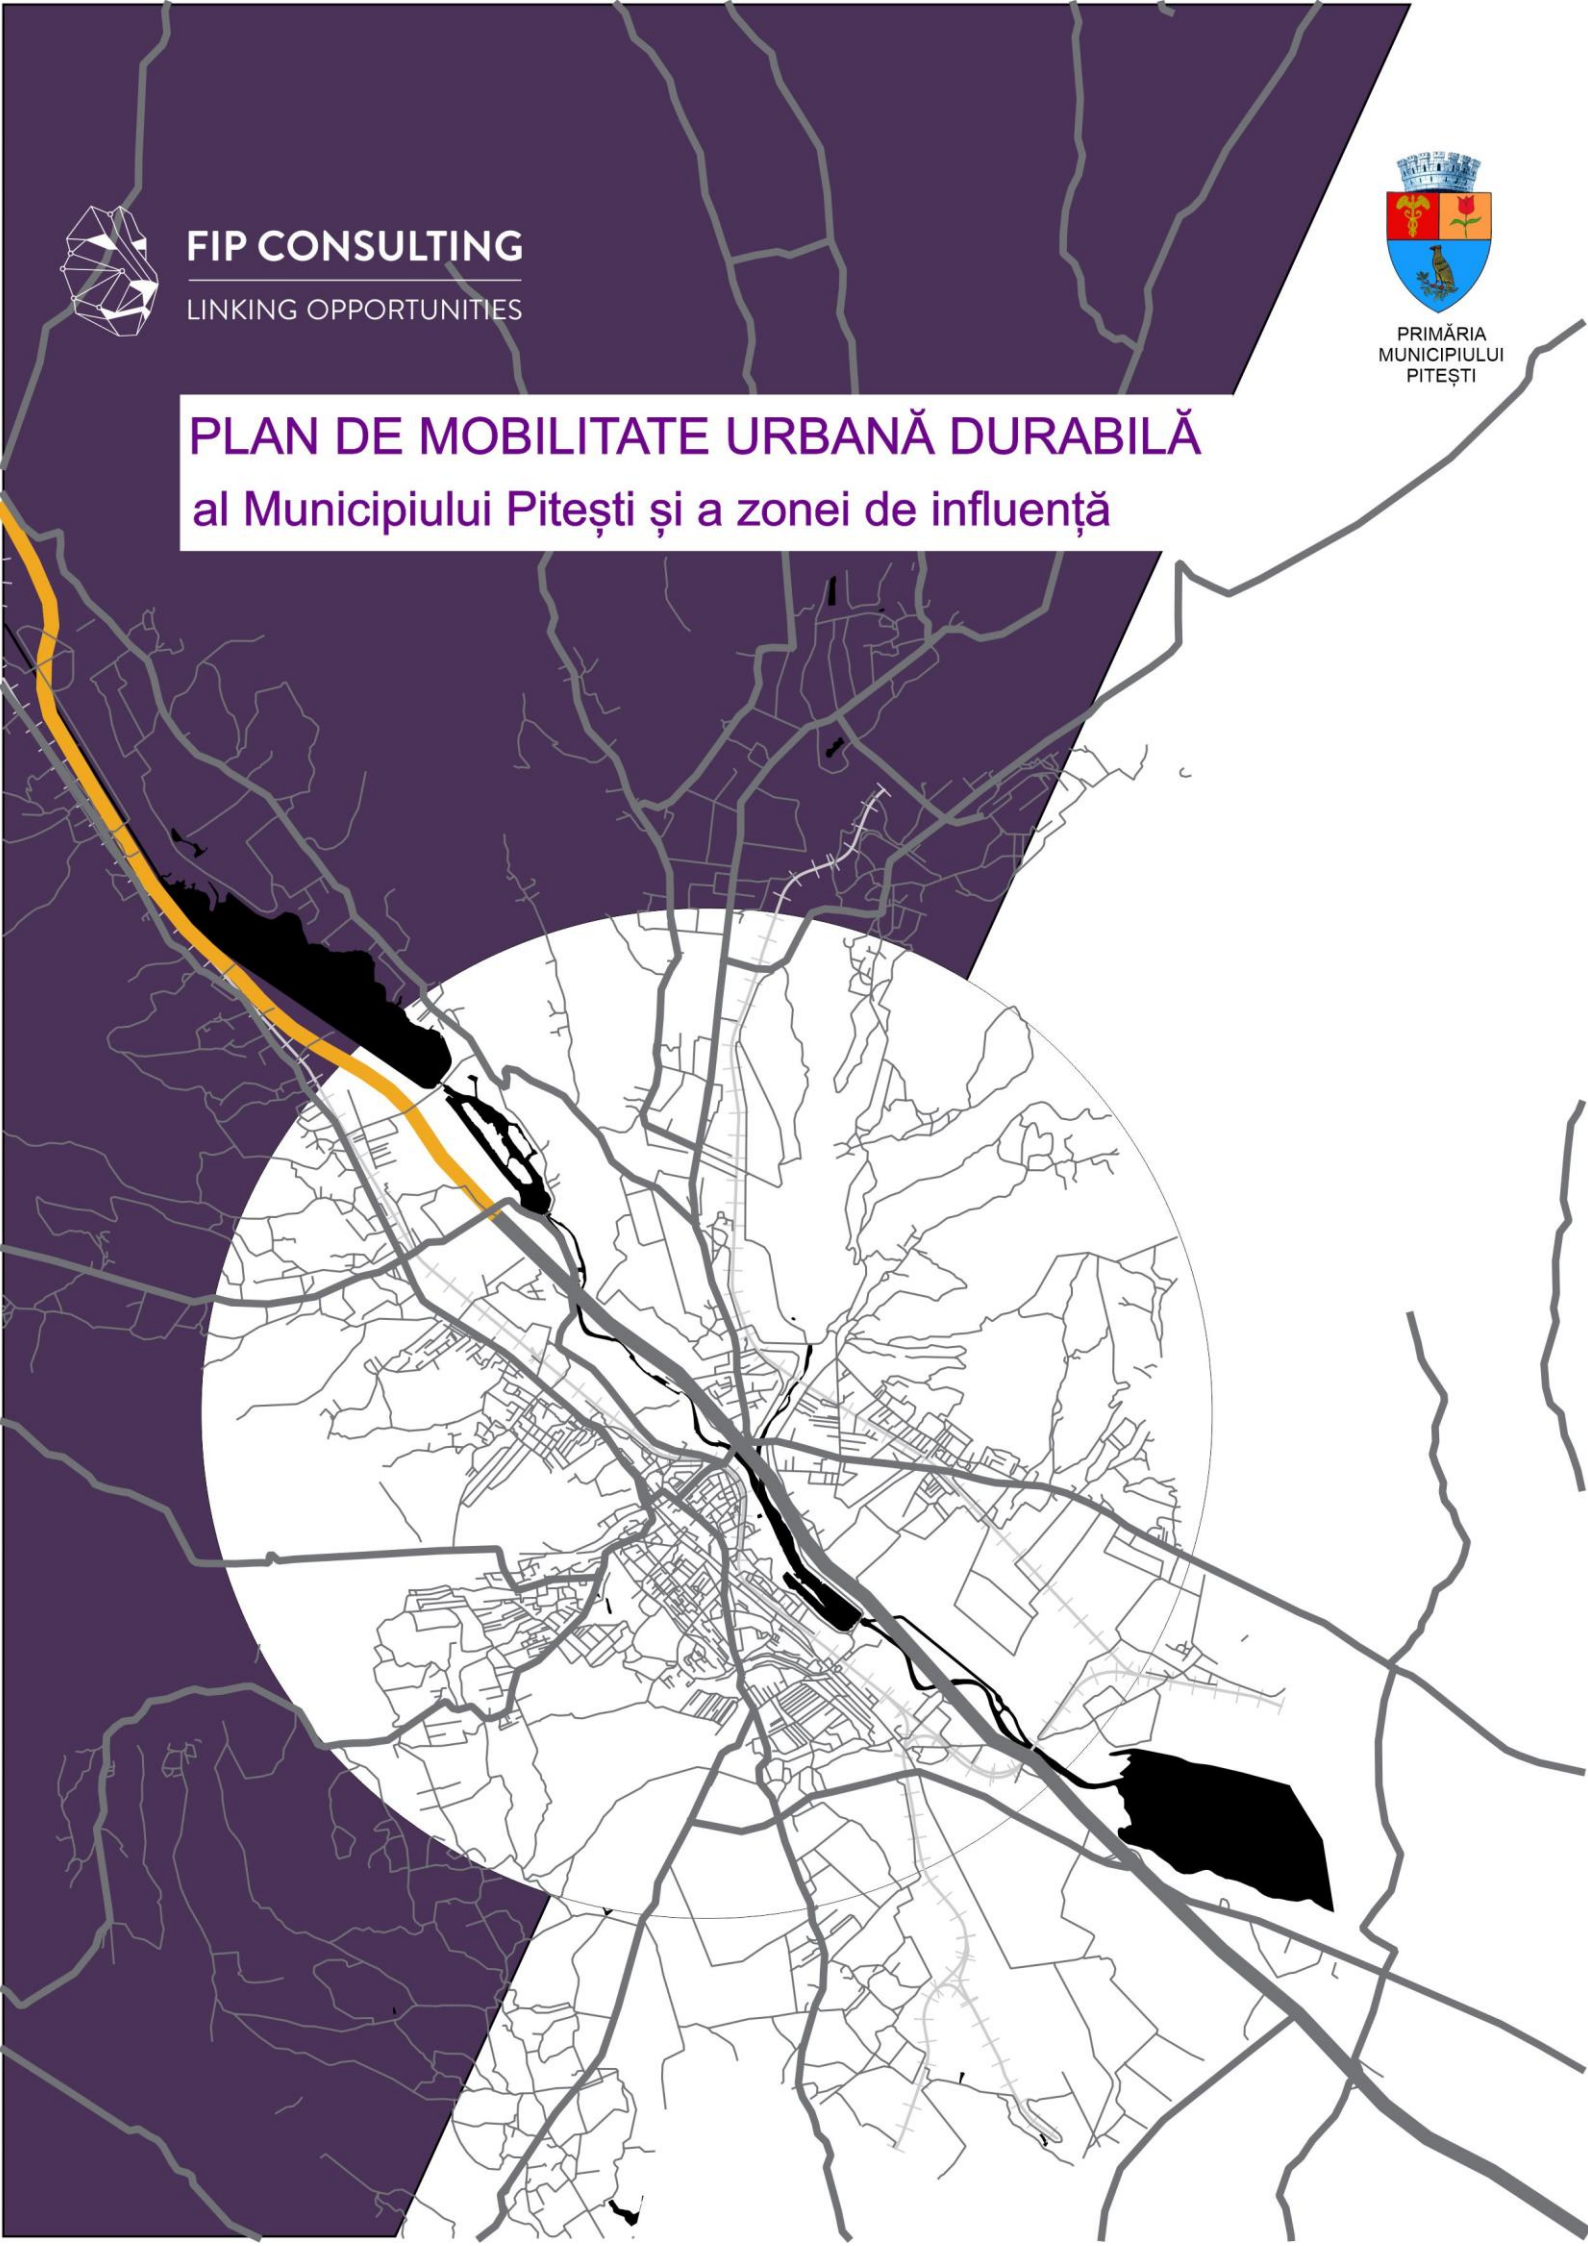 FIP CONSULTING
LINKING OPPORTUNITIES
PRIMĂRIA
MUNICIPIULUI
PITEȘTI
PLAN DE MOBILITATE URBANĂ DURABILĂ
al Municipiului Pitești și a zonei de influență